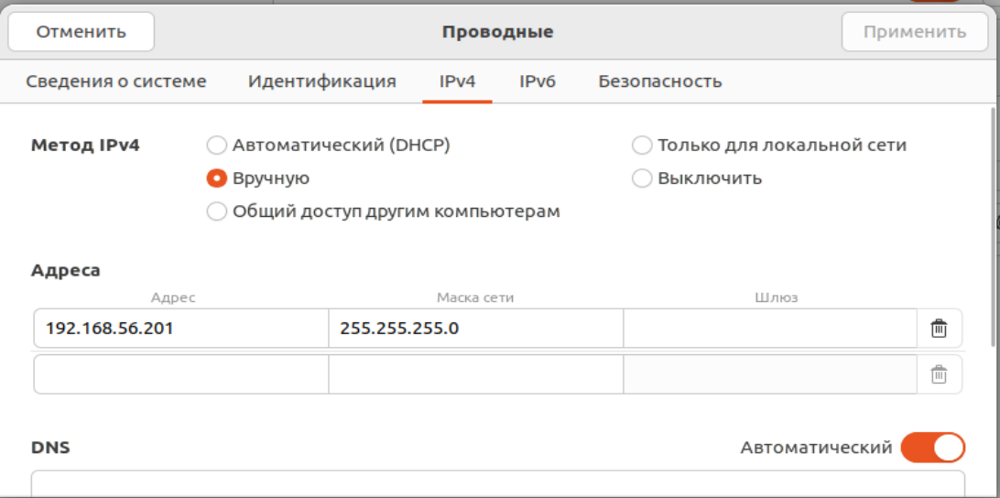 Отменить Проводные Применить
Сведения о системе Идентификация IPv4 IPv6 Безопасность
Метод IPv4 Автоматический (DHCP) Только для локальной сети
Вручную Выключить
Общий доступ другим компьютерам
Адреса
Адрес Маска сети Шлюз
192.168.56.201 255.255.255.0
DNS Автоматический